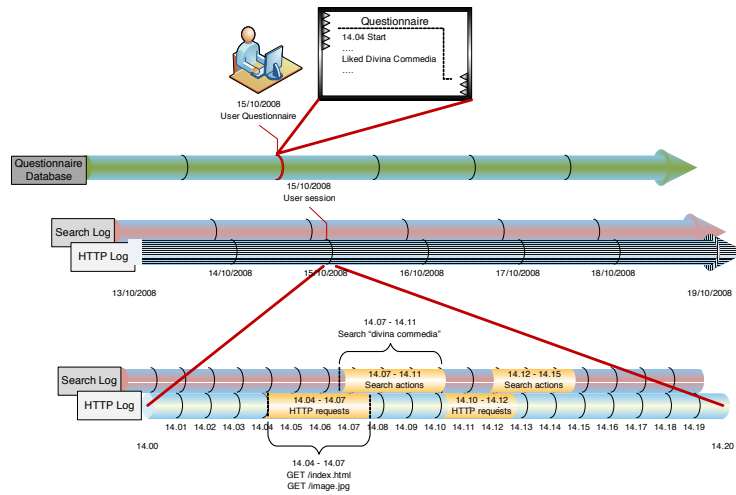 Questionnaire
14.04 Start
....
Liked Divina Commedia
....
15/10/2008
User Questionnaire
Questionnaire
Database
15/10/2008
User session
Search Log
HTTP Log
14/10/2008
15/10/2008
16/10/2008
17/10/2008
18/10/2008
13/10/2008
19/10/2008
14.07 - 14.11
Search “divina commedia”
Search Log
14.07 - 14.11
Search actions
14.12 - 14.15
Search actions
HTTP Log
14.04 - 14.07
HTTP requests
14.10 - 14.12
HTTP requests
14.01
14.02
14.03
14.04
14.05
14.06
14.07
14.08
14.09
14.10
14.11
14.12
14.13
14.14
14.15
14.16
14.17
14.18
14.19
14.00
14.20
14.04 - 14.07
GET /index.html
GET /image.jpg